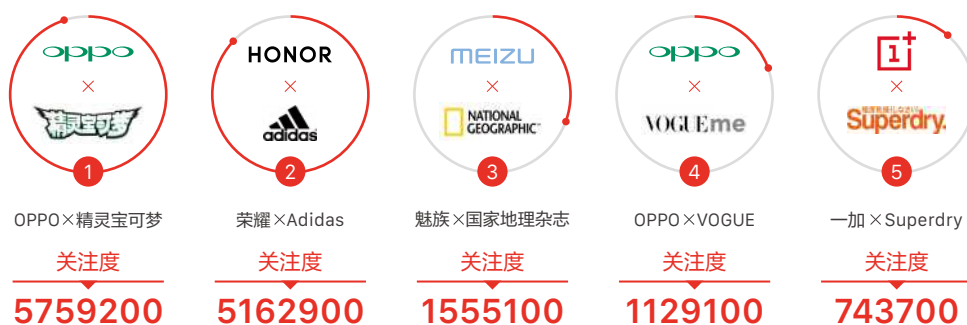 oppo
×
精灵宝可梦
1
OPPO×精灵宝可梦
关注度
5759200
HONOR
×
adidas
2
荣耀×Adidas
关注度
5162900
MEIZU
×
NATIONAL
GEOGRAPHIC
3
魅族×国家地理杂志
关注度
1555100
oppo
×
VOGUEme
4
OPPO×VOGUE
关注度
1129100
1+
×
Superdry.
5
一加×Superdry
关注度
743700